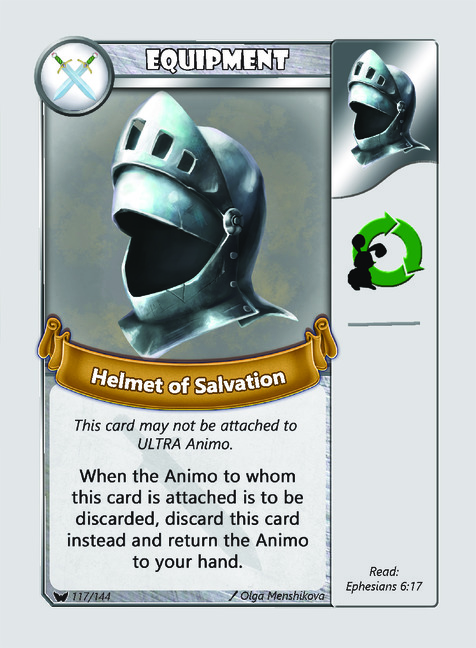 EQUIPMENT
Helmet of Salvation
This card may not be attached to
ULTRA Animo.
When the Animo to whom
this card is attached is to be
discarded, discard this card
instead and return the Animo
to your hand.
117/144
Olga Menshikova
Read:
Ephesians 6:17